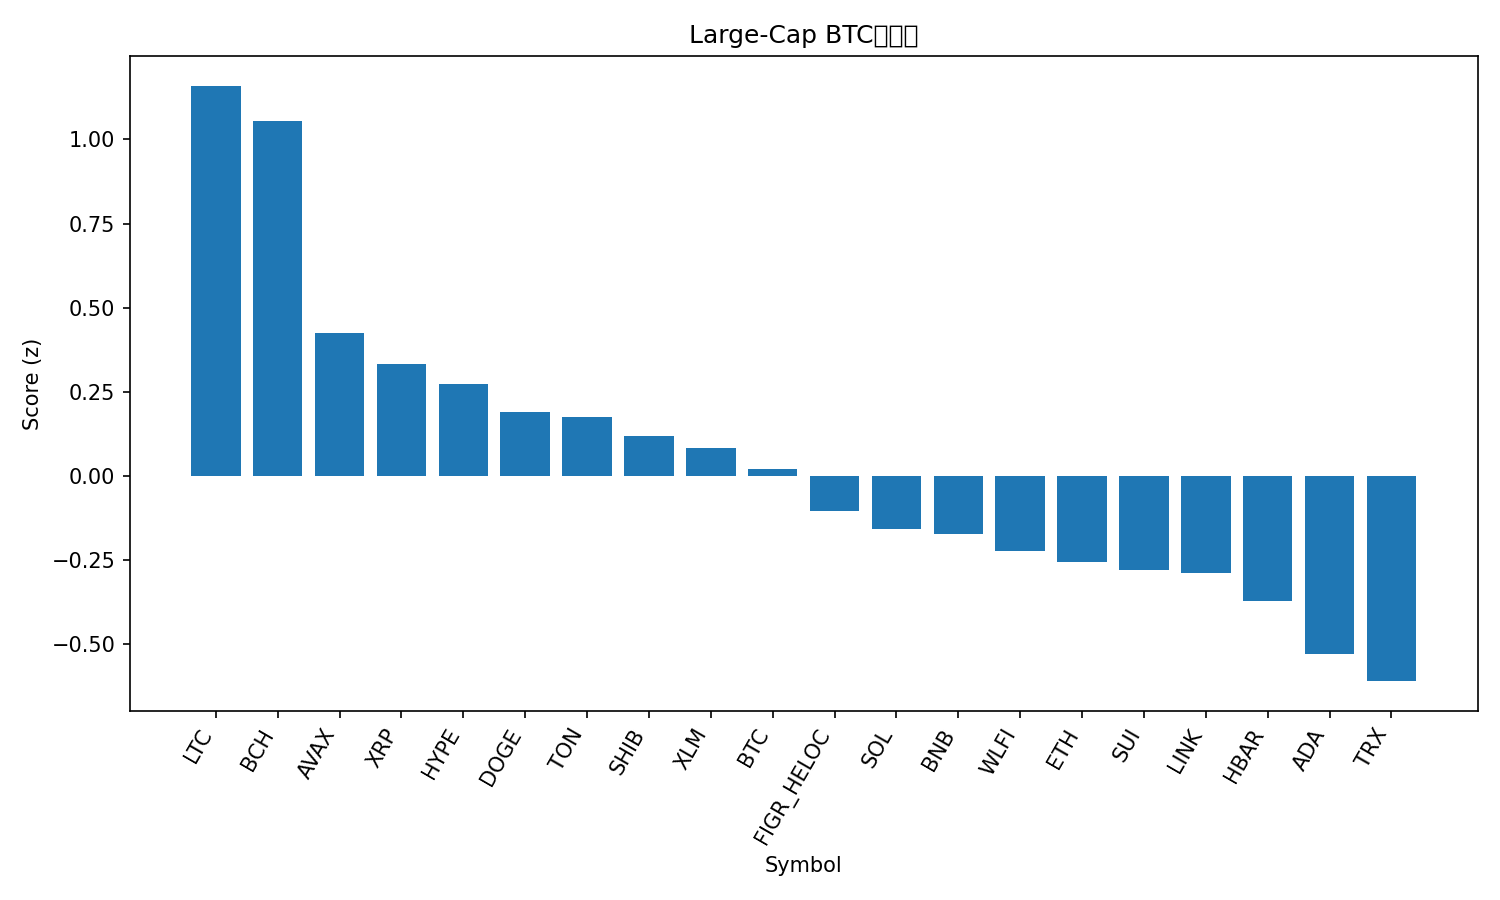 Large-Cap BTC
Score (z)
1.00
0.75
0.50
0.25
0.00
−0.25
−0.50
LTC
BCH
AVAX
XRP
HYPE
DOGE
TON
SHIB
XLM
BTC
FIGR_HELOC
SOL
BNB
WLFI
ETH
SUI
LINK
HBAR
ADA
TRX
Symbol